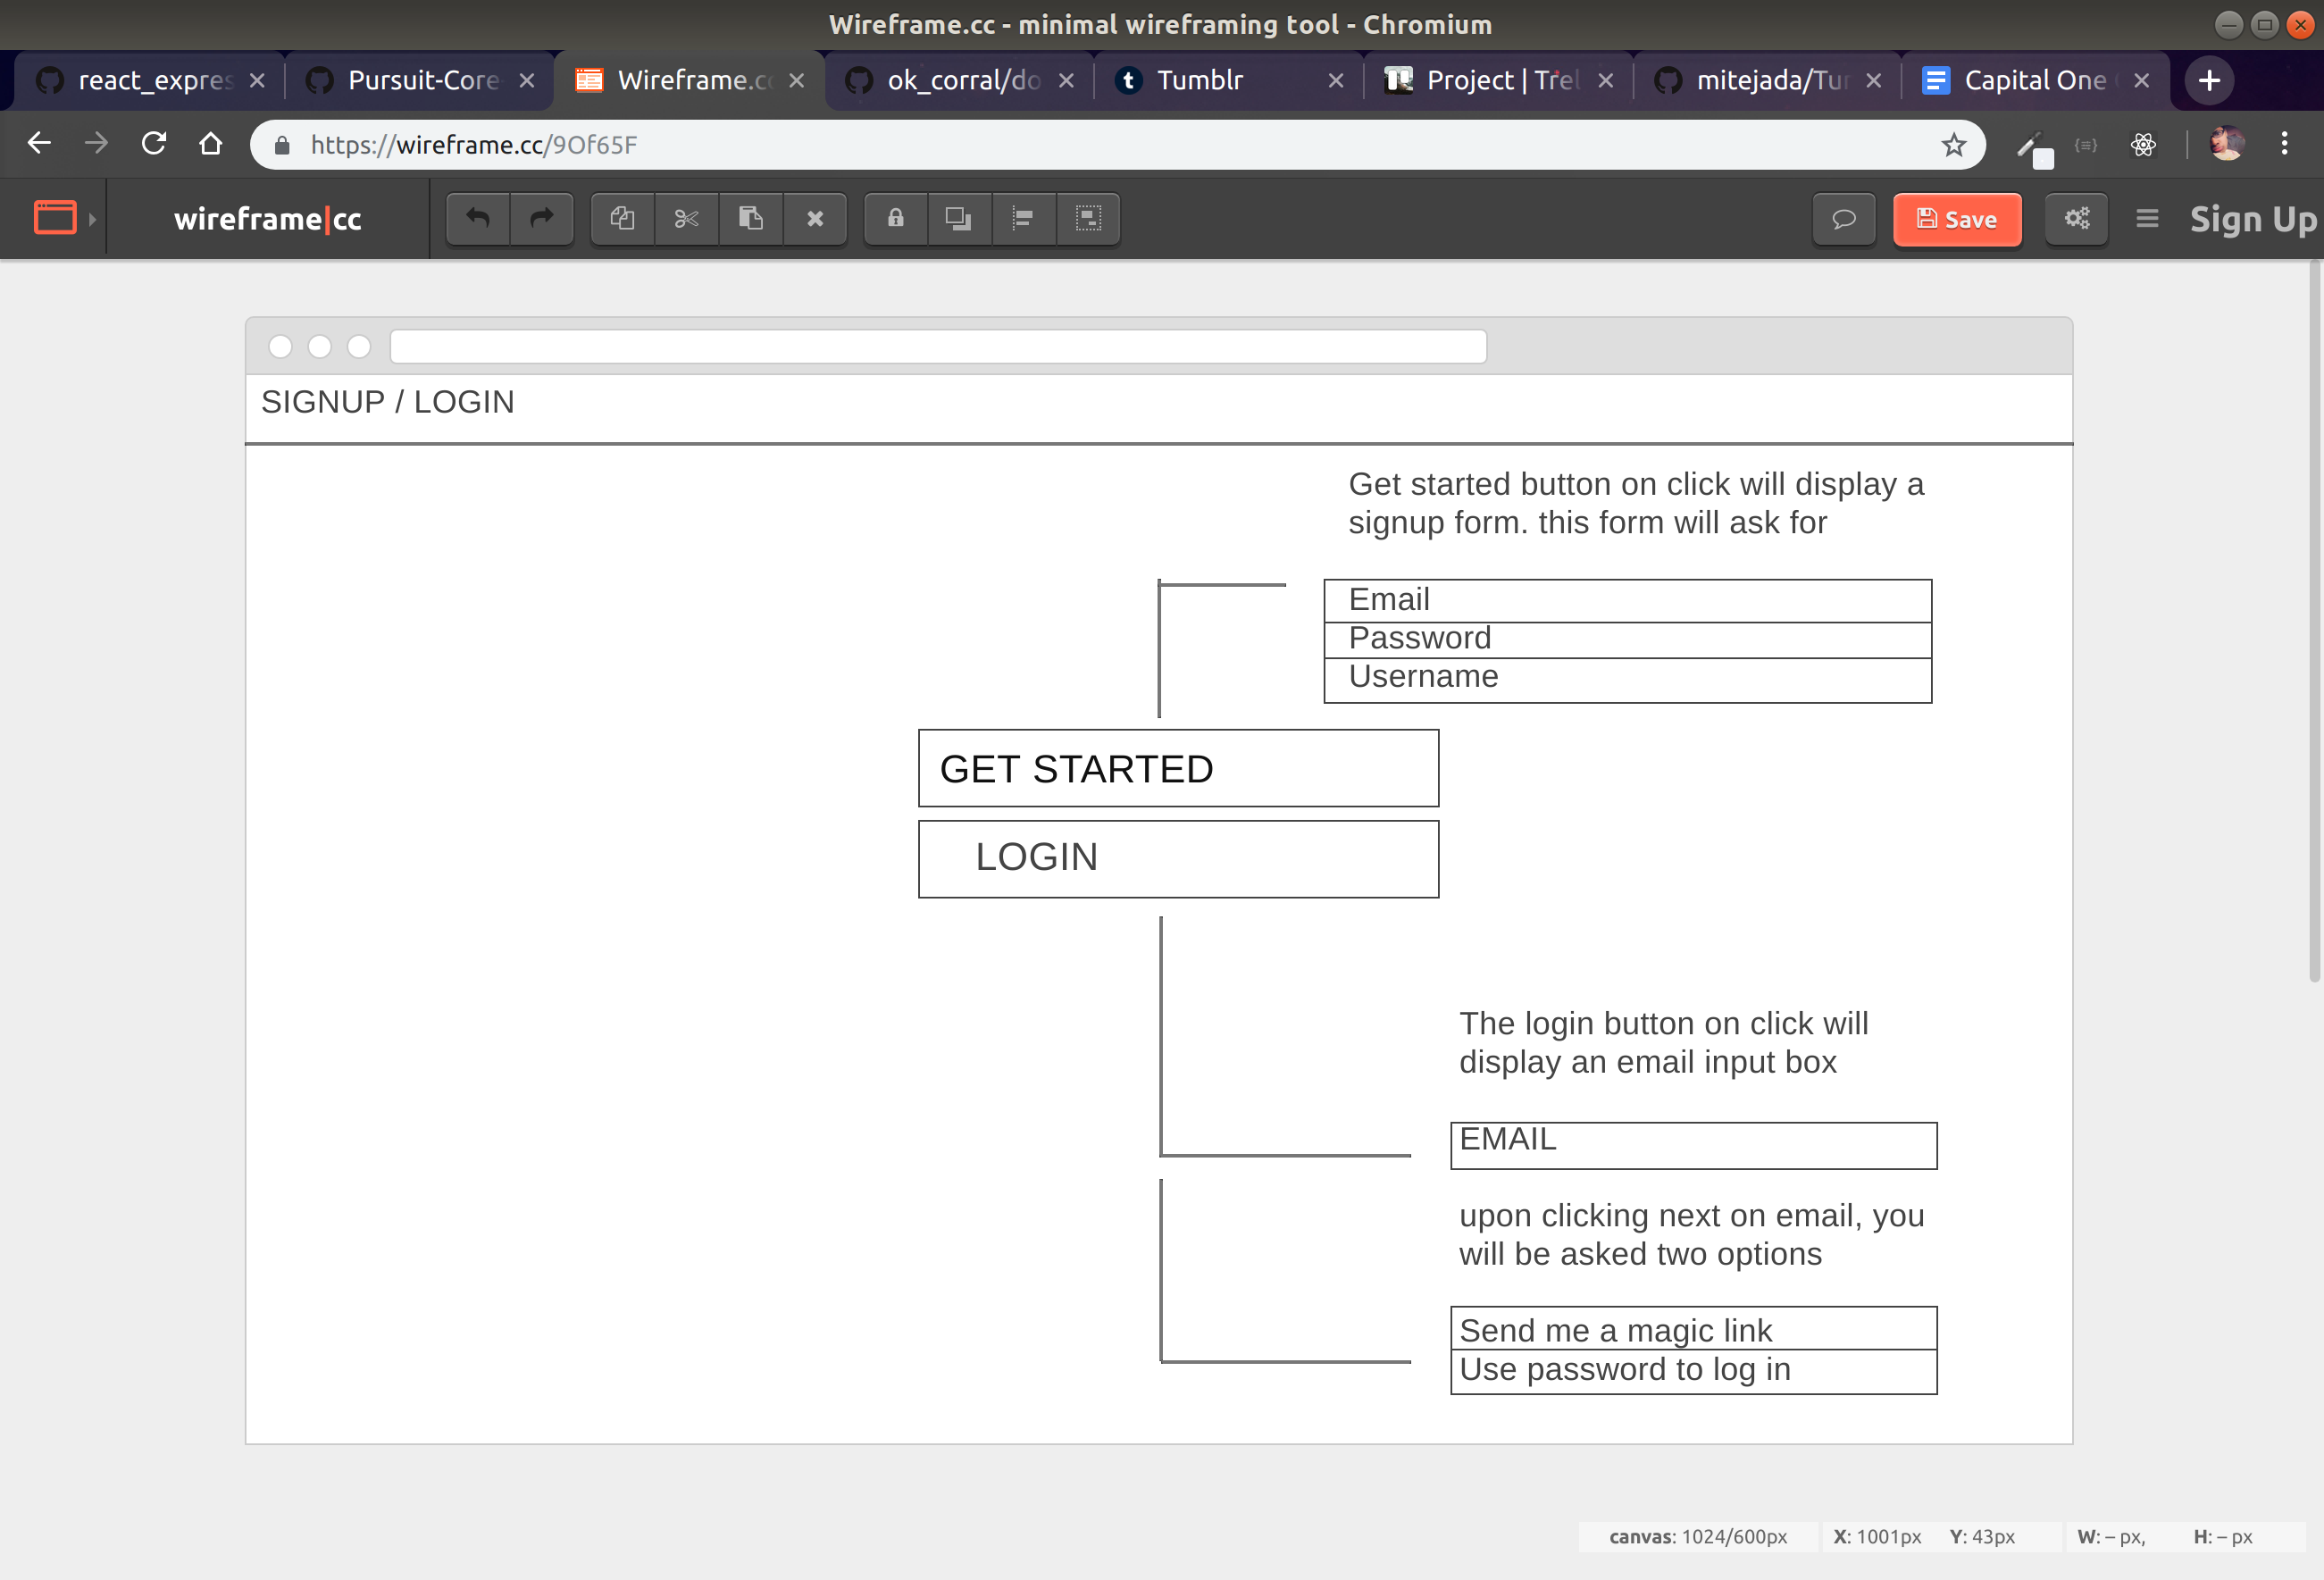 Wireframe.cc - minimal wireframing tool - Chromium
react_expres
Pursuit-Core
Wireframe.cc
ok_corral/do
Tumblr
Project | Trel
mitejada/Tur
Capital One
https://wireframe.cc/9Of65F
wireframe|cc
Save
Sign Up
SIGNUP / LOGIN
Get started button on click will display a
signup form. this form will ask for
Email
Password
Username
GET STARTED
LOGIN
The login button on click will
display an email input box
EMAIL
upon clicking next on email, you
will be asked two options
Send me a magic link
Use password to log in
canvas: 1024/600px X: 1001px Y: 43px W: – px, H: – px